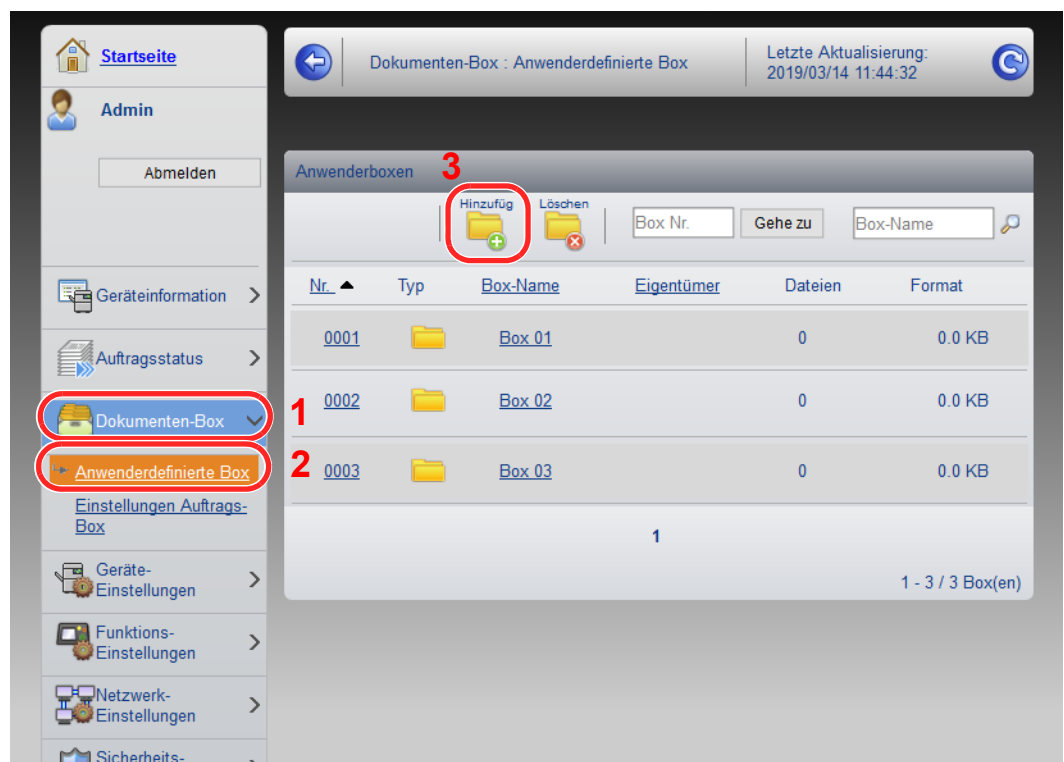 Startseite
Admin
Abmelden
Geräteinformation
Auftragsstatus
1
Dokumenten-Box
2
Anwenderdefinierte Box
Einstellungen Auftrags-
Box
Geräte-
Einstellungen
Funktions-
Einstellungen
Netzwerk-
Einstellungen
Sicherheits-
Dokumenten-Box : Anwenderdefinierte Box
Letzte Aktualisierung:
2019/03/14 11:44:32
Anwenderboxen
3
Hinzufüg Löschen Box Nr. Gehe zu Box-Name
Nr. Typ Box-Name Eigentümer Dateien Format
0001 Box 01 0 0.0 KB
0002 Box 02 0 0.0 KB
0003 Box 03 0 0.0 KB
1
1 - 3 / 3 Box(en)